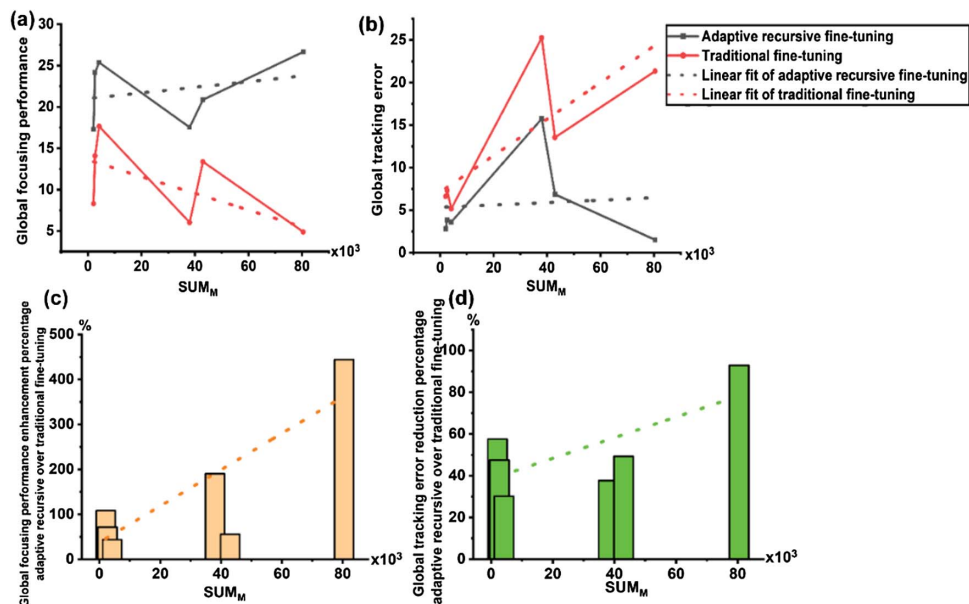 (a)
Global focusing performance
30
25
20
15
10
5
0
20
40
60
80
x10³
SUM_M
(b)
Global tracking error
25
20
15
10
5
0
0
20
40
60
80
x10³
SUM_M
Adaptive recursive fine-tuning
Traditional fine-tuning
Linear fit of adaptive recursive fine-tuning
Linear fit of traditional fine-tuning
(c)
%
Global focusing performance enhancement percentage
adaptive recursive over traditional fine-tuning
500
400
300
200
100
0
0
20
40
60
80
x10³
SUM_M
(d)
%
Global tracking error reduction percentage
adaptive recursive over traditional fine-tuning
100
80
60
40
20
0
0
20
40
60
80
x10³
SUM_M